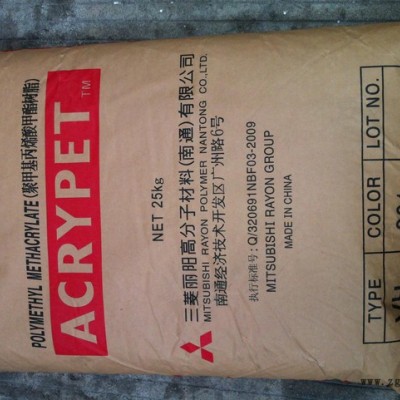 POLYMETHYL METHACRYLATE (聚甲基丙烯酸甲酯树脂)
ACRYPET™
NET 25kg
三菱丽阳高分子材料(南通)有限公司
MITSUBISHI RAYON POLYMER NANTONG CO.,LTD.
南通经济技术开发区广州路6号
执行标准号: Q/320691NBF03-2009
MITSUBISHI RAYON GROUP
MADE IN CHINA
TYPE
COLOR
LOT NO.